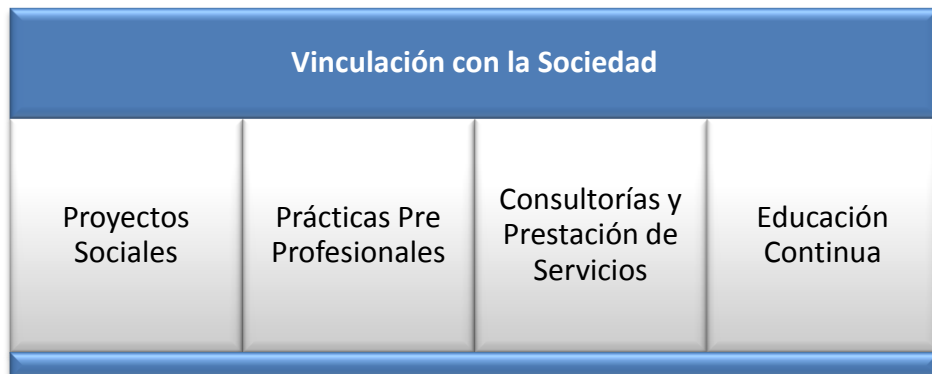 Vinculación con la Sociedad
Proyectos
Sociales
Prácticas Pre
Profesionales
Consultorías y
Prestación de
Servicios
Educación
Continua